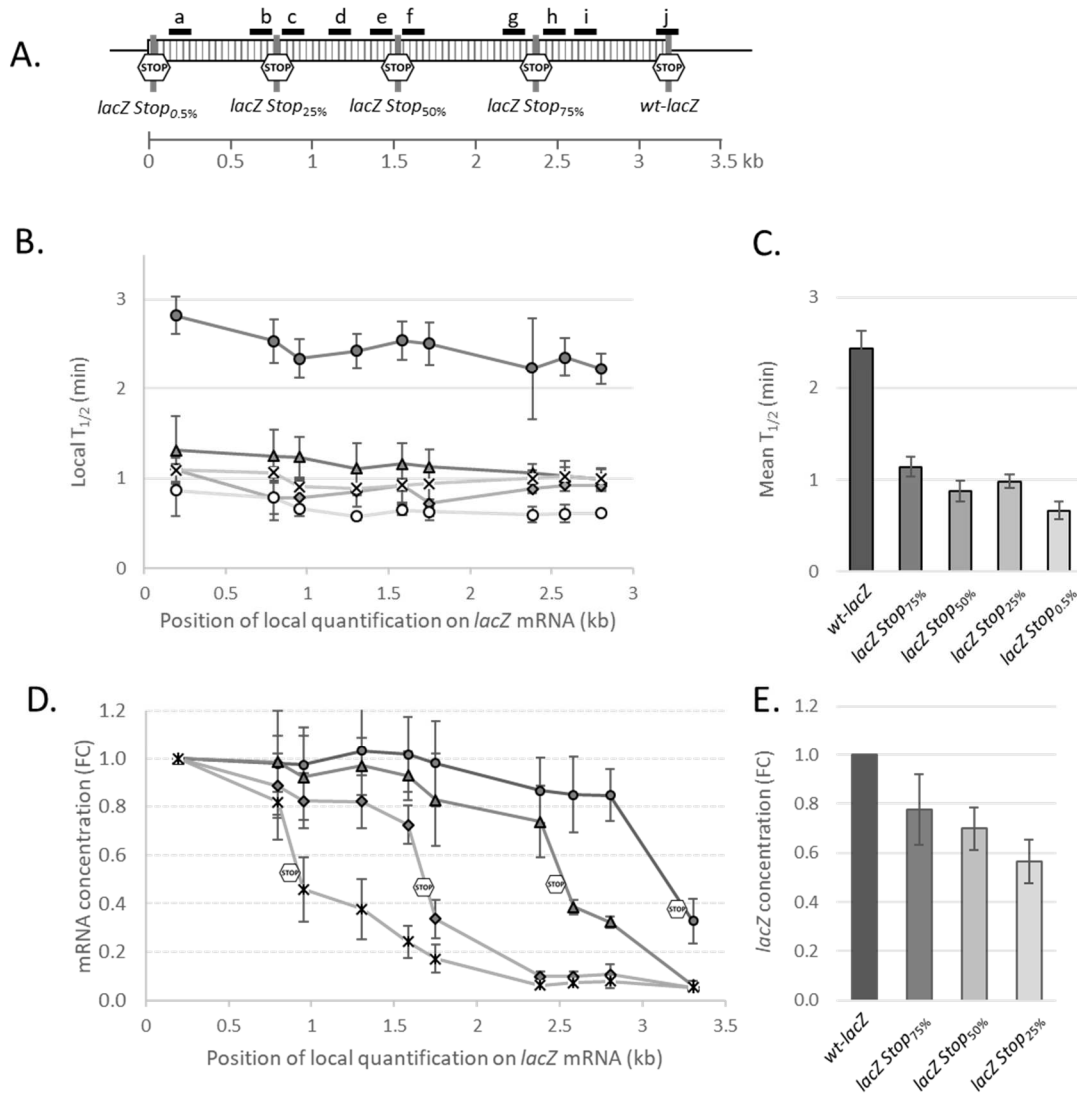 A.
a b c d e f g h i j
STOP STOP STOP STOP STOP
lacZ Stop0.5% lacZ Stop25% lacZ Stop50% lacZ Stop75% wt-lacZ
0 0.5 1 1.5 2 2.5 3 3.5 kb
B.
Local T1/2 (min)
3
2
1
0
0 0.5 1 1.5 2 2.5 3
Position of local quantification on lacZ mRNA (kb)
C.
Mean T1/2 (min)
3
2
1
0
wt-lacZ
lacZ Stop75%
lacZ Stop50%
lacZ Stop25%
lacZ Stop0.5%
D.
mRNA concentration (FC)
1.2
1.0
0.8
0.6
0.4
0.2
0.0
STOP STOP STOP STOP
0 0.5 1 1.5 2 2.5 3 3.5
Position of local quantification on lacZ mRNA (kb)
E.
lacZ concentration (FC)
1.2
1.0
0.8
0.6
0.4
0.2
0.0
wt-lacZ
lacZ Stop75%
lacZ Stop50%
lacZ Stop25%